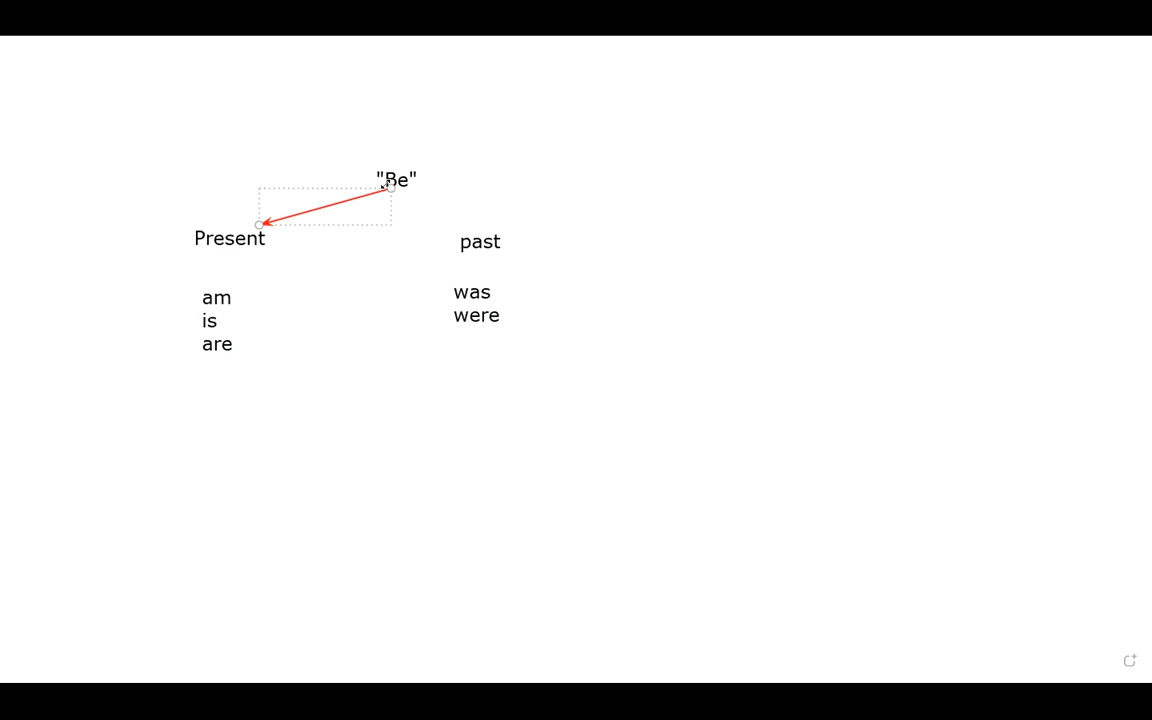 "Be"
Present
past
am
is
are
was
were